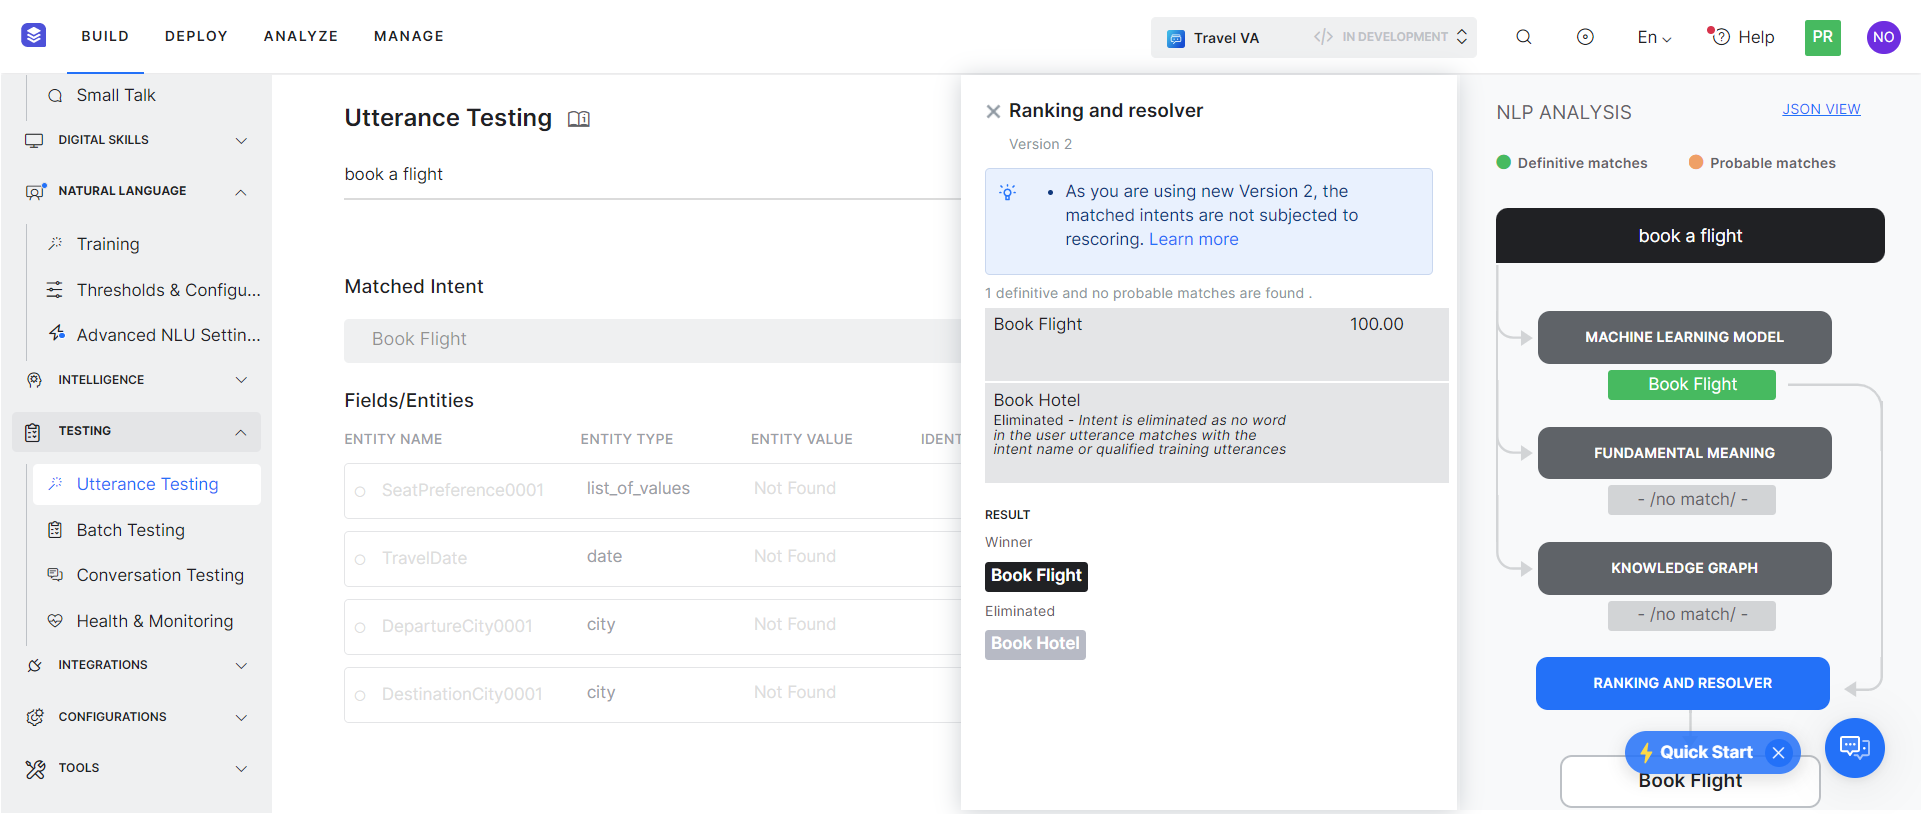 BUILD
DEPLOY
ANALYZE
MANAGE
Travel VA
</> IN DEVELOPMENT
En
Help
PR
NO
Small Talk
DIGITAL SKILLS
NATURAL LANGUAGE
Training
Thresholds & Configu...
Advanced NLU Settin...
INTELLIGENCE
TESTING
Utterance Testing
Batch Testing
Conversation Testing
Health & Monitoring
INTEGRATIONS
CONFIGURATIONS
TOOLS
Utterance Testing
book a flight
Matched Intent
Book Flight
Fields/Entities
ENTITY NAME ENTITY TYPE ENTITY VALUE IDENT
SeatPreference0001 list_of_values Not Found
TravelDate date Not Found
DepartureCity0001 city Not Found
DestinationCity0001 city Not Found
Ranking and resolver
Version 2
• As you are using new Version 2, the
matched intents are not subjected to
rescoring. Learn more
1 definitive and no probable matches are found .
Book Flight 100.00
Book Hotel
Eliminated - Intent is eliminated as no word
in the user utterance matches with the
intent name or qualified training utterances
RESULT
Winner
Book Flight
Eliminated
Book Hotel
NLP ANALYSIS
JSON VIEW
Definitive matches
Probable matches
book a flight
MACHINE LEARNING MODEL
Book Flight
FUNDAMENTAL MEANING
- /no match/ -
KNOWLEDGE GRAPH
- /no match/ -
RANKING AND RESOLVER
Quick Start
Book Flight